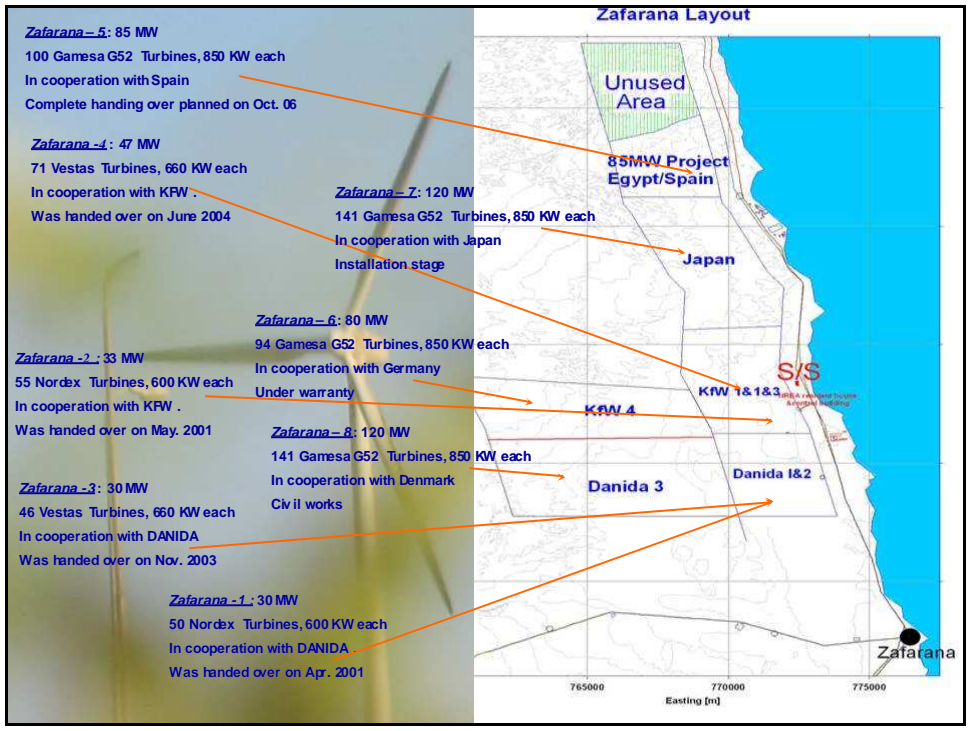 Zafarana Layout
Zafarana – 5 : 85 MW
100 Gamesa G52 Turbines, 850 KW each
In cooperation with Spain
Complete handing over planned on Oct. 06
Zafarana -4 : 47 MW
71 Vestas Turbines, 660 KW each
In cooperation with KFW .
Was handed over on June 2004
Zafarana – 7 : 120 MW
141 Gamesa G52 Turbines, 850 KW each
In cooperation with Japan
Installation stage
Zafarana – 6 : 80 MW
94 Gamesa G52 Turbines, 850 KW each
In cooperation with Germany
Under warranty
Zafarana -2 : 33 MW
55 Nordex Turbines, 600 KW each
In cooperation with KFW .
Was handed over on May. 2001
Zafarana – 8 : 120 MW
141 Gamesa G52 Turbines, 850 KW each
In cooperation with Denmark
Civil works
Zafarana -3 : 30 MW
46 Vestas Turbines, 660 KW each
In cooperation with DANIDA
Was handed over on Nov. 2003
Zafarana -1 : 30 MW
50 Nordex Turbines, 600 KW each
In cooperation with DANIDA .
Was handed over on Apr. 2001
Unused
Area
85MW Project
Egypt/Spain
Japan
S/S
KfW 1&1&3
KfW 4
Danida I&2
Danida 3
Zafarana
765000
770000
775000
Easting [m]